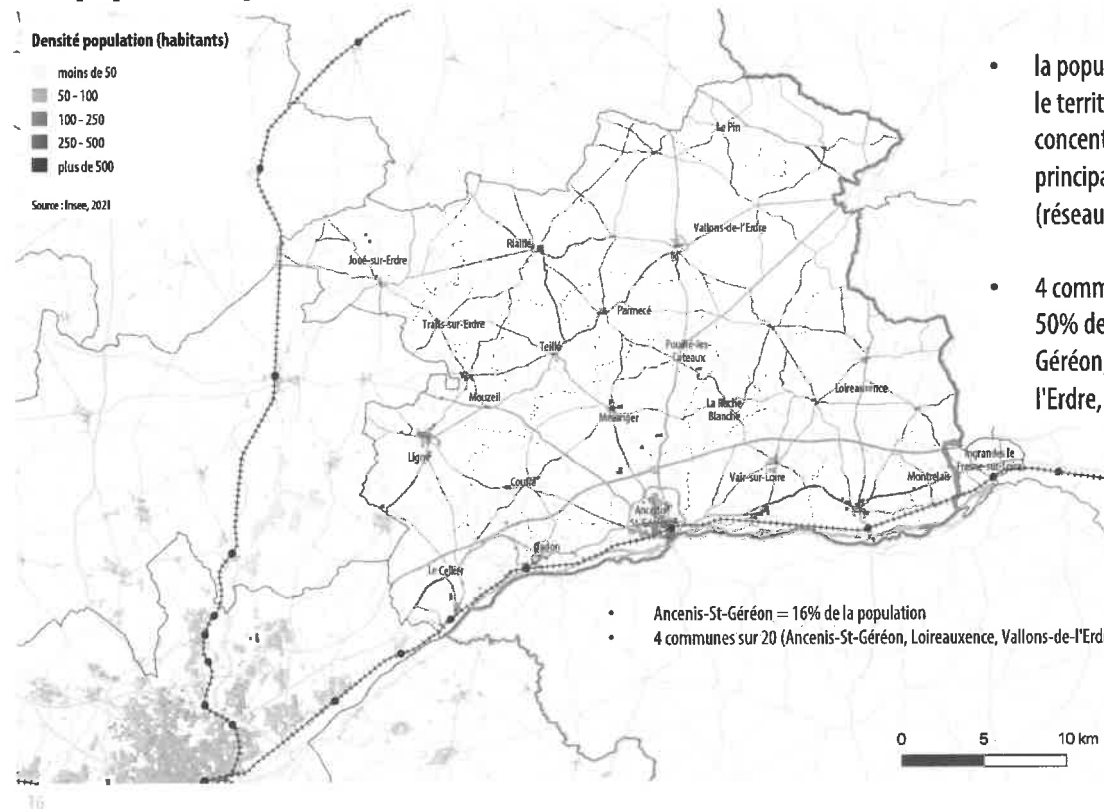 Densité population (habitants)
moins de 50
50 - 100
100 - 250
250 - 500
plus de 500
Source : Insee, 2021
la popu
le territ
concent
principa
(réseau
4 comm
50% de
Géréon,
l'Erdre,
Le Pin
Vallons-de-l'Erdre
Riaillé
Joué-sur-Erdre
Trans-sur-Erdre
Pannecé
Teillé
Pouillé-les-
Coteaux
Mouzeil
Mésanger
La Roche
Blanche
Loireauxence
Ligné
Couffé
Vair-sur-Loire
Montrelais
Ingrandes le
Fresne-sur-Loire
Ancenis
St-Géréon
Oudon
Le Cellier
Ancenis-St-Géréon = 16% de la population
4 communes sur 20 (Ancenis-St-Géréon, Loireauxence, Vallons-de-l'Erd
0 5 10 km
16